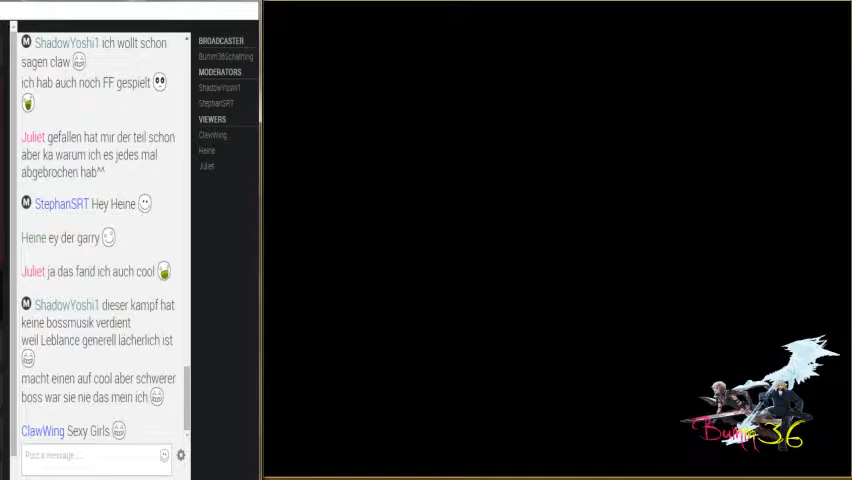 M ShadowYoshi1 ich wollt schon
sagen claw
ich hab auch noch FF gespielt
Juliet gefallen hat mir der teil schon
aber ka warum ich es jedes mal
abgebrochen hab^^
M StephanSRT Hey Heine
Heine ey der garry
Juliet ja das fand ich auch cool
M ShadowYoshi1 dieser kampf hat
keine bossmusik verdient
weil Leblance generell lächerlich ist
macht einen auf cool aber schwerer
boss war sie nie das mein ich
ClawWing Sexy Girls
Post a message.....
BROADCASTER
Bumm36Schalming
MODERATORS
ShadowYoshi1
StephanSRT
VIEWERS
ClawWing
Heine
Juliet
Bumm36